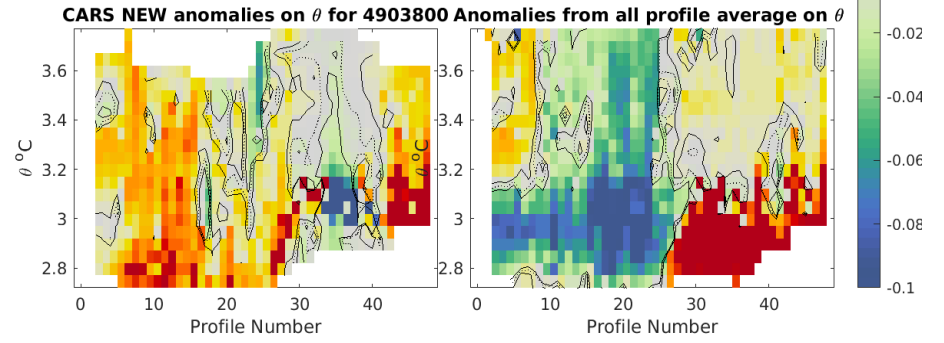 CARS NEW anomalies on θ for 4903800 Anomalies from all profile average on θ
3.6
3.4
3.2
3
2.8
θ °C
0 10 20 30 40
Profile Number
3.6
3.4
3.2
3
2.8
θ °C
0 10 20 30 40
Profile Number
-0.02
-0.04
-0.06
-0.08
-0.1